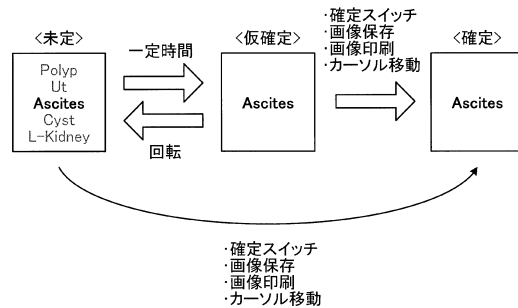 <未定>
Polyp
Ut
Ascites
Cyst
L-Kidney
一定時間
回転
<仮確定>
Ascites
・確定スイッチ
・画像保存
・画像印刷
・カーソル移動
<確定>
Ascites
・確定スイッチ
・画像保存
・画像印刷
・カーソル移動